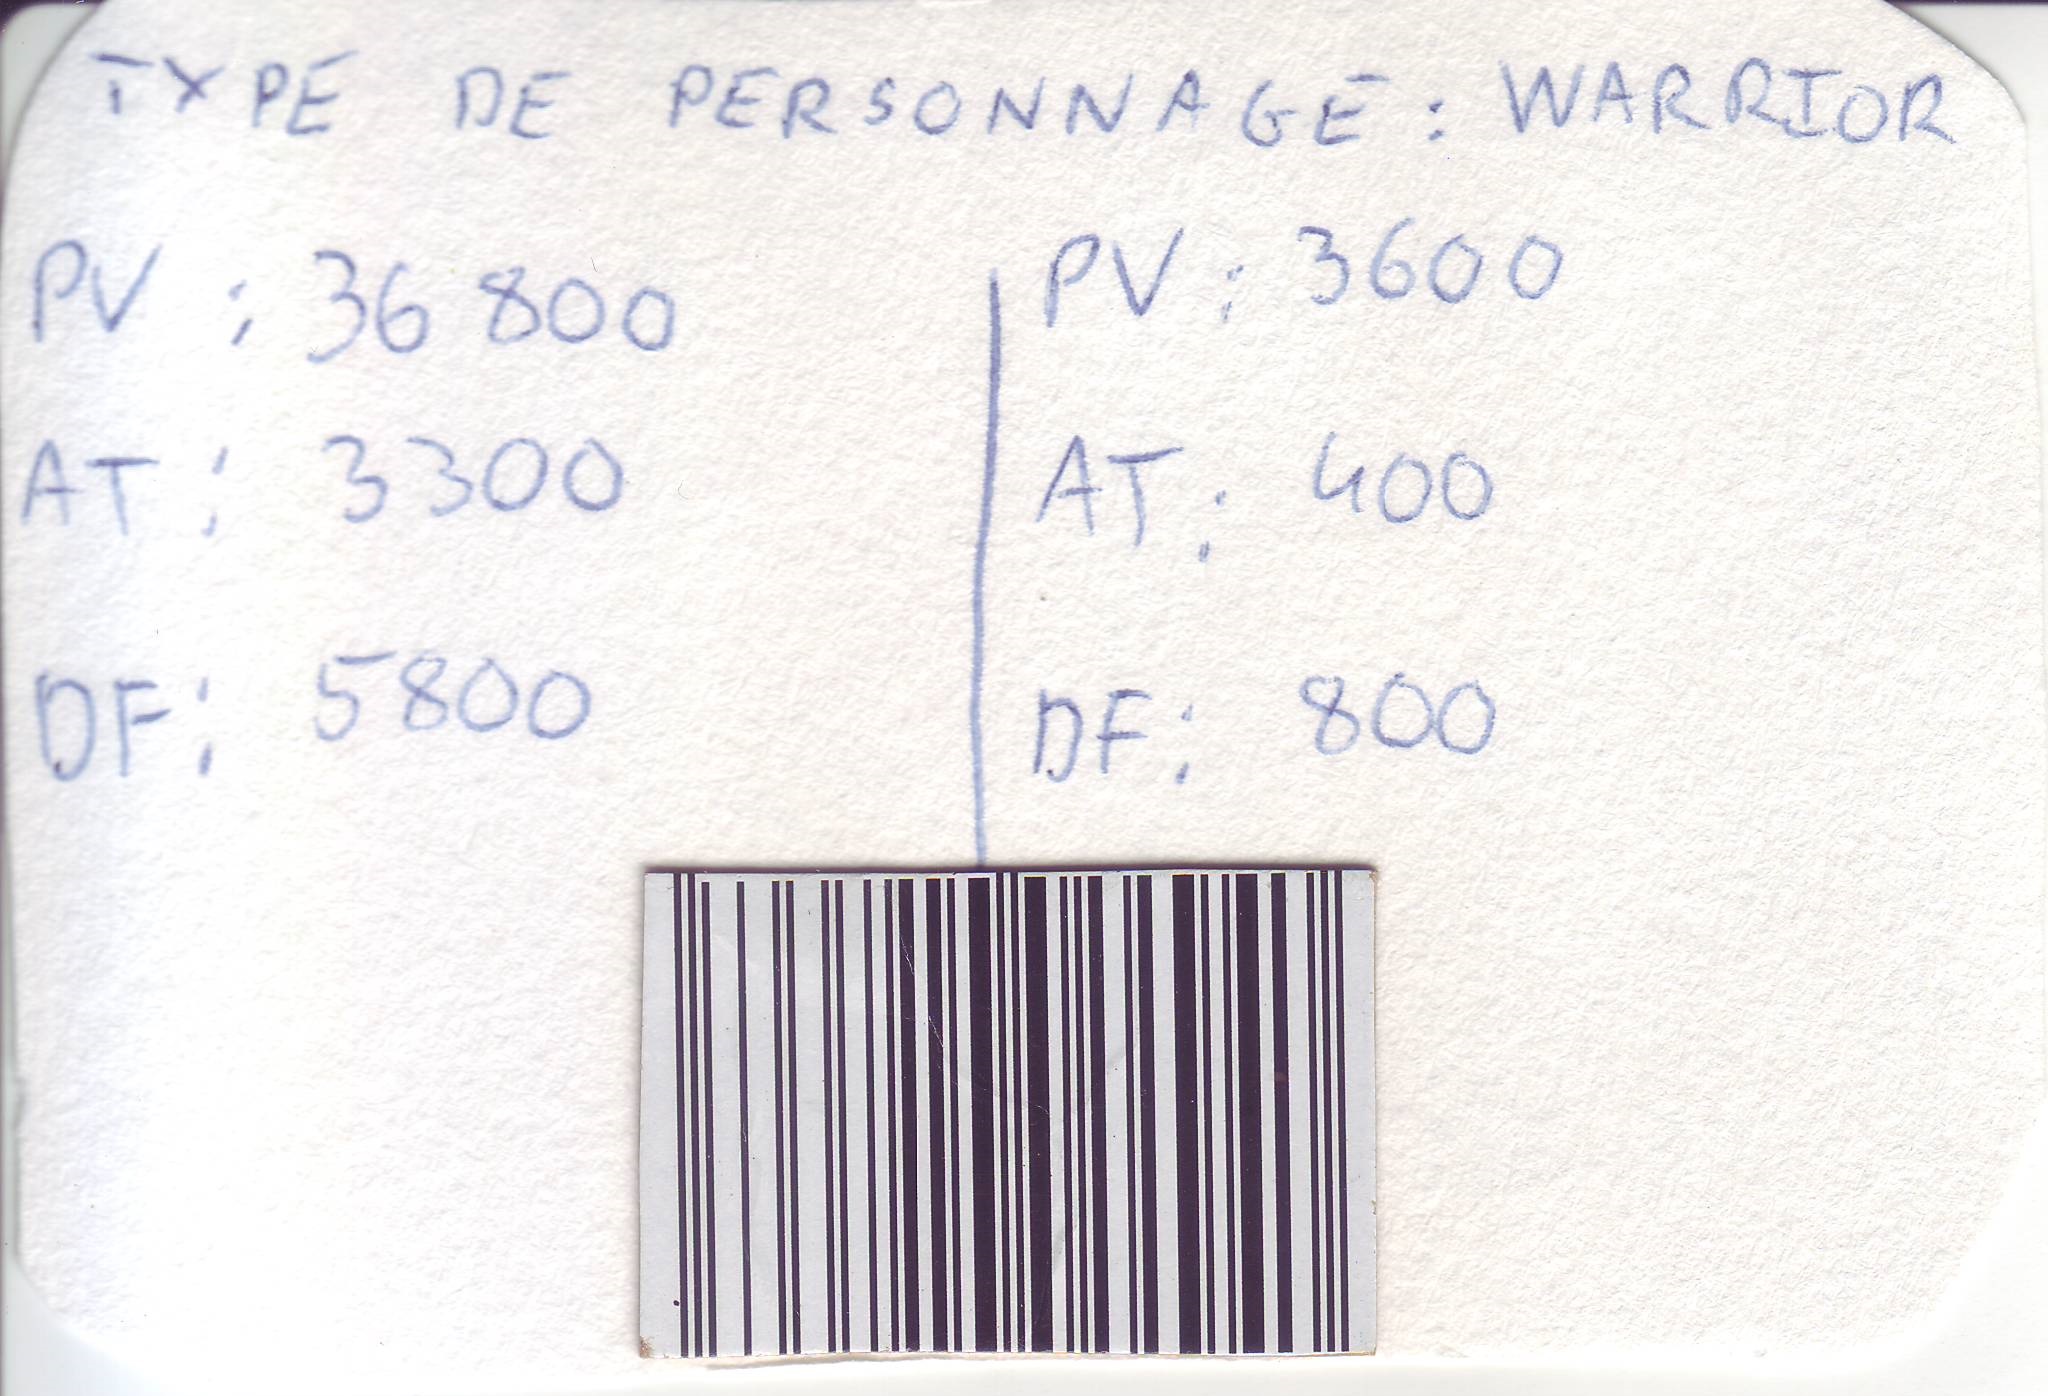 TYPE DE PERSONNAGE : WARRIOR
PV : 36 800
AT : 3300
DF : 5800
PV : 3600
AT : 400
DF : 800